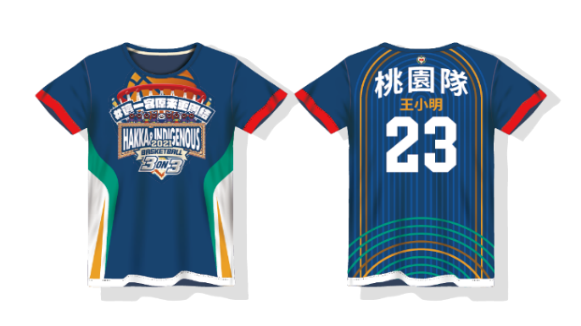 HAKKA & INDIGENOUS
2021
BASKETBALL
3 ON 3
桃園隊
王小明
23